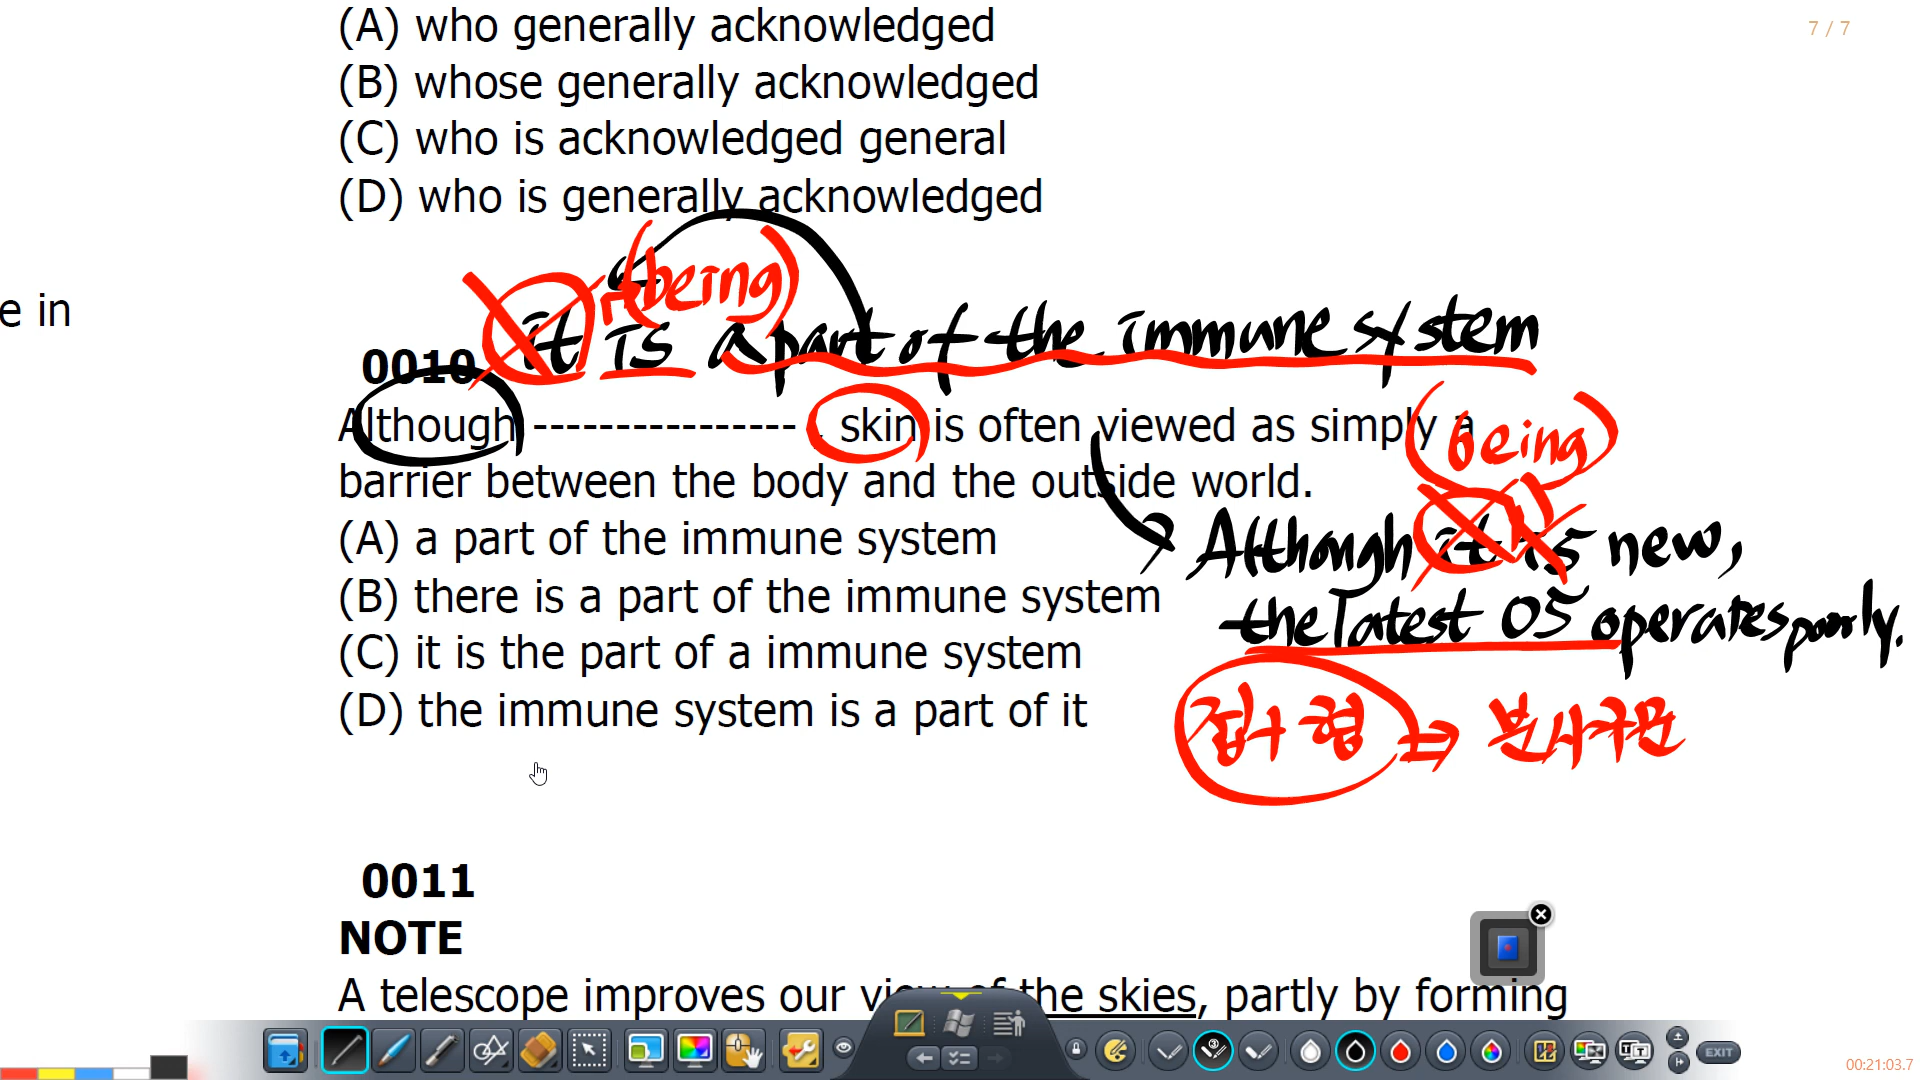 (A) who generally acknowledged
7 / 7
(B) whose generally acknowledged
(C) who is acknowledged general
(D) who is generally acknowledged
(being)
e in
it is a part of the immune system
0010
Although ---------------- , skin is often viewed as simply a
(being)
barrier between the body and the outside world.
(A) a part of the immune system
Although it is new,
(B) there is a part of the immune system
the latest OS operates poorly.
(C) it is the part of a immune system
(D) the immune system is a part of it
접s형 ⇒ 분사구문
0011
NOTE
A telescope improves our view of the skies, partly by forming
EXIT
00:21:03.7